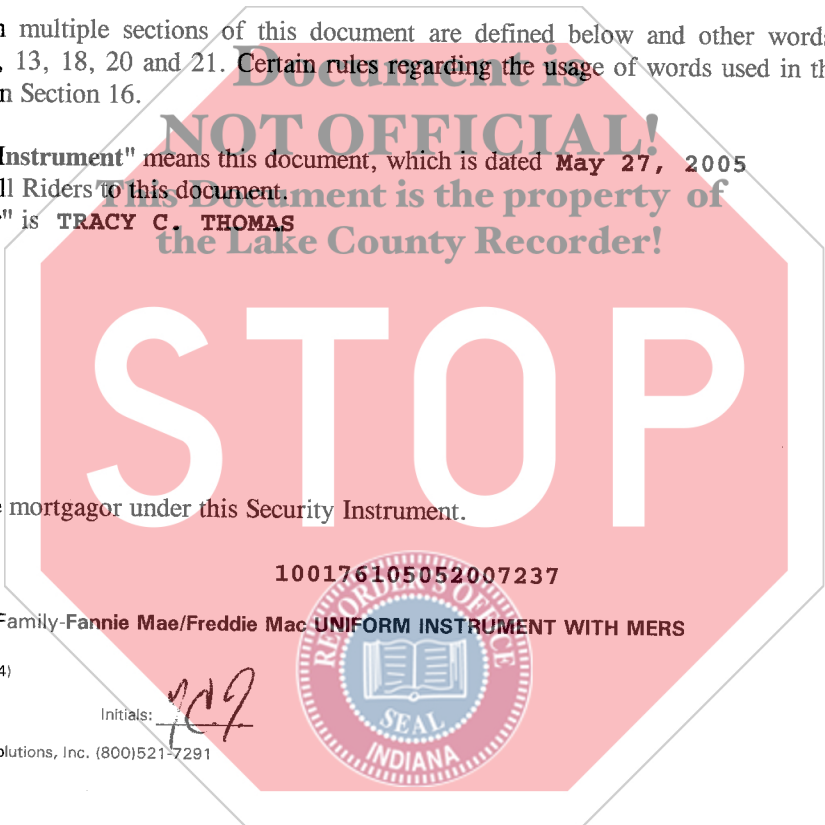 multiple sections of this document are defined below and other words
, 13, 18, 20 and 21. Certain rules regarding the usage of words used in
n Section 16.
Document is
NOT OFFICIAL!
Instrument" means this document, which is dated May 27, 2005
ll Riders to this document.
This Document is the property of
" is TRACY C. THOMAS
the Lake County Recorder!
STOP
mortgagor under this Security Instrument.
100176105052007237
Family-Fannie Mae/Freddie Mac UNIFORM INSTRUMENT WITH MERS
4)
Initials:
olutions, Inc. (800)521-7291
RECORDER'S OFFICE
SEAL
INDIANA